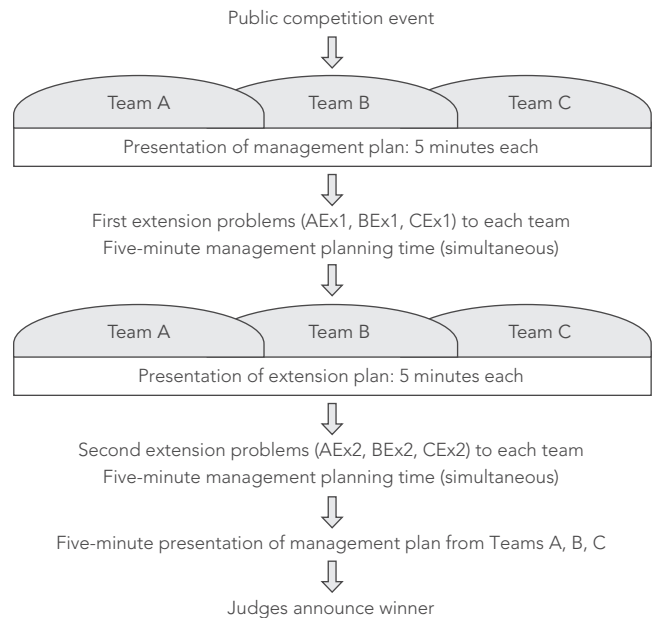 Public competition event
Team A
Team B
Team C
Presentation of management plan: 5 minutes each
First extension problems (AEx1, BEx1, CEx1) to each team
Five-minute management planning time (simultaneous)
Team A
Team B
Team C
Presentation of extension plan: 5 minutes each
Second extension problems (AEx2, BEx2, CEx2) to each team
Five-minute management planning time (simultaneous)
Five-minute presentation of management plan from Teams A, B, C
Judges announce winner